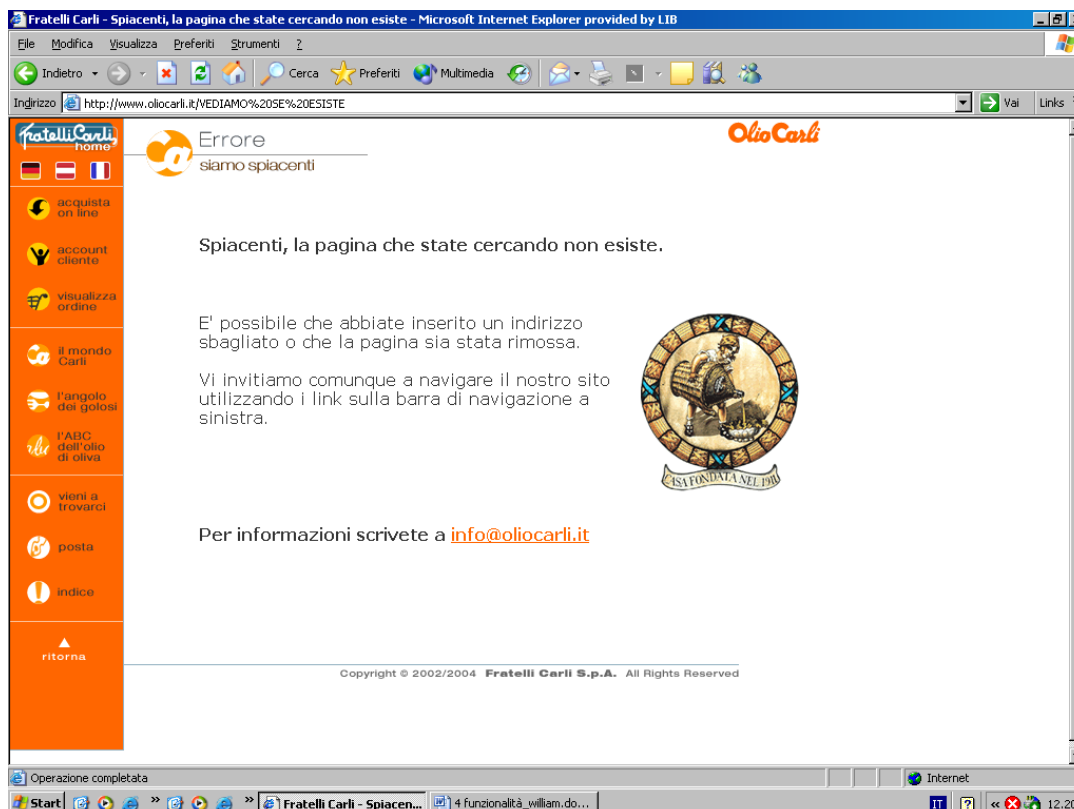 Fratelli Carli - Spiacenti, la pagina che state cercando non esiste - Microsoft Internet Explorer provided by LIB
File Modifica Visualizza Preferiti Strumenti ?
Indietro Cerca Preferiti Multimedia
Indirizzo http://www.oliocarli.it/VEDIAMO%20SE%20ESISTE Vai Links
fratelliCarli
home
Errore
siamo spiacenti
OlioCarli
acquista
on line
account
cliente
visualizza
ordine
il mondo
Carli
l'angolo
dei golosi
l'ABC
dell'olio
di oliva
vieni a
trovarci
posta
indice
ritorna
Spiacenti, la pagina che state cercando non esiste.
E' possibile che abbiate inserito un indirizzo
sbagliato o che la pagina sia stata rimossa.
Vi invitiamo comunque a navigare il nostro sito
utilizzando i link sulla barra di navigazione a
sinistra.
CASA FONDATA NEL 1911
Per informazioni scrivete a info@oliocarli.it
Copyright © 2002/2004 Fratelli Carli S.p.A. All Rights Reserved
Operazione completata Internet
Start » » Fratelli Carli - Spiacen... 4 funzionalità_william.do... IT ? « 12.20